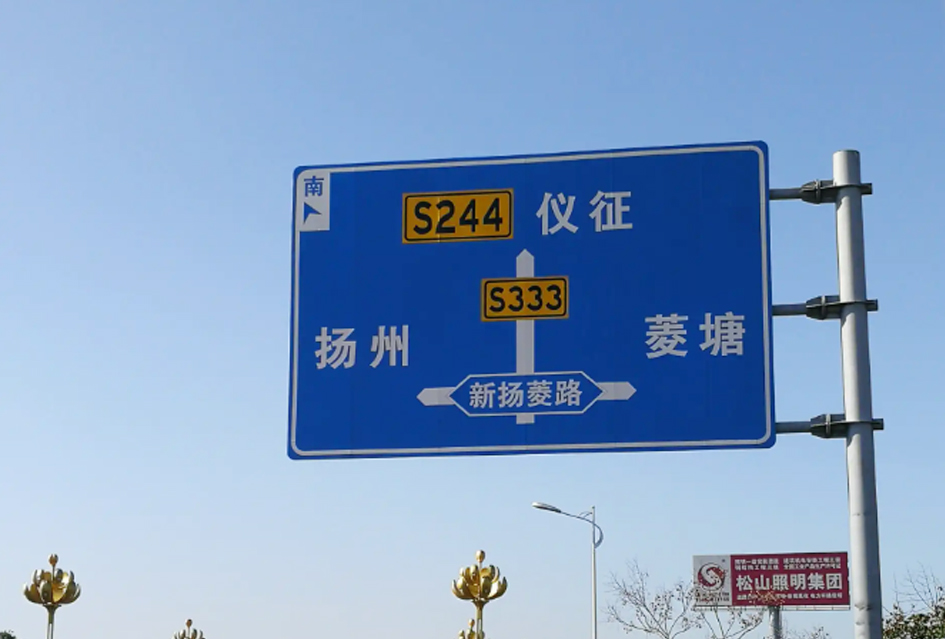 南
S244 仪征
S333
扬州
菱塘
新扬菱路
松山照明集团